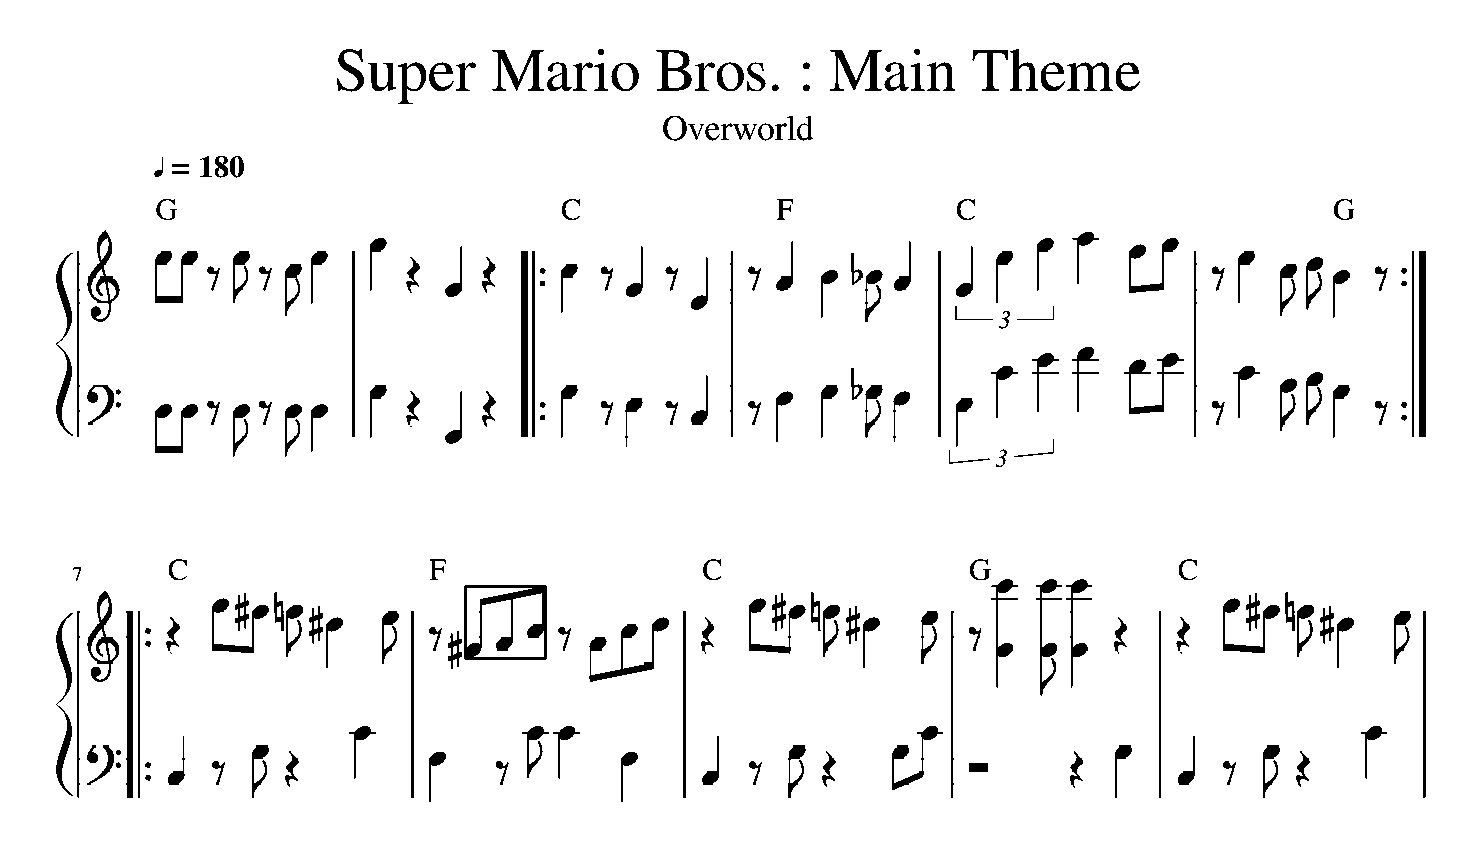 Super Mario Bros. : Main Theme
Overworld
♩ = 180
G C F C G
3
3
7
C F C G C